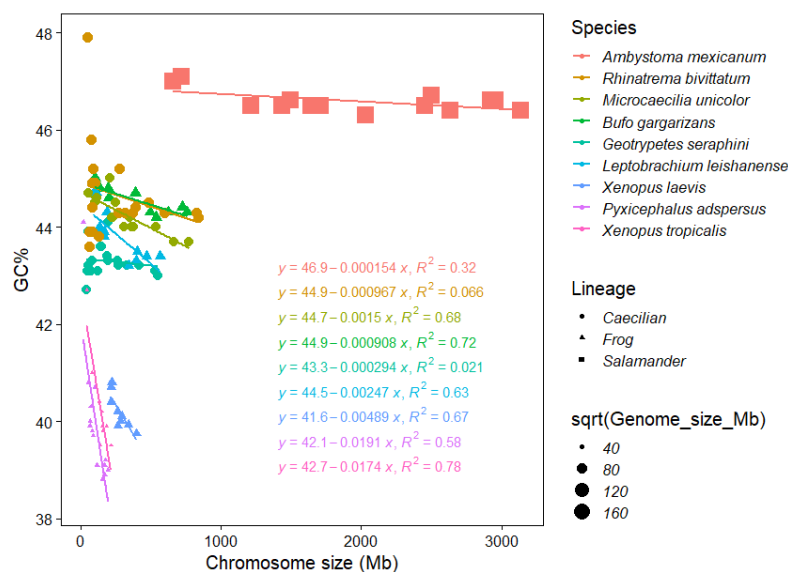 48
46
44
42
40
38
GC%
0
1000
2000
3000
Chromosome size (Mb)
y = 46.9 − 0.000154 x, R² = 0.32
y = 44.9 − 0.000967 x, R² = 0.066
y = 44.7 − 0.0015 x, R² = 0.68
y = 44.9 − 0.000908 x, R² = 0.72
y = 43.3 − 0.000294 x, R² = 0.021
y = 44.5 − 0.00247 x, R² = 0.63
y = 41.6 − 0.00489 x, R² = 0.67
y = 42.1 − 0.0191 x, R² = 0.58
y = 42.7 − 0.0174 x, R² = 0.78
Species
Ambystoma mexicanum
Rhinatrema bivittatum
Microcaecilia unicolor
Bufo gargarizans
Geotrypetes seraphini
Leptobrachium leishanense
Xenopus laevis
Pyxicephalus adspersus
Xenopus tropicalis
Lineage
Caecilian
Frog
Salamander
sqrt(Genome_size_Mb)
40
80
120
160